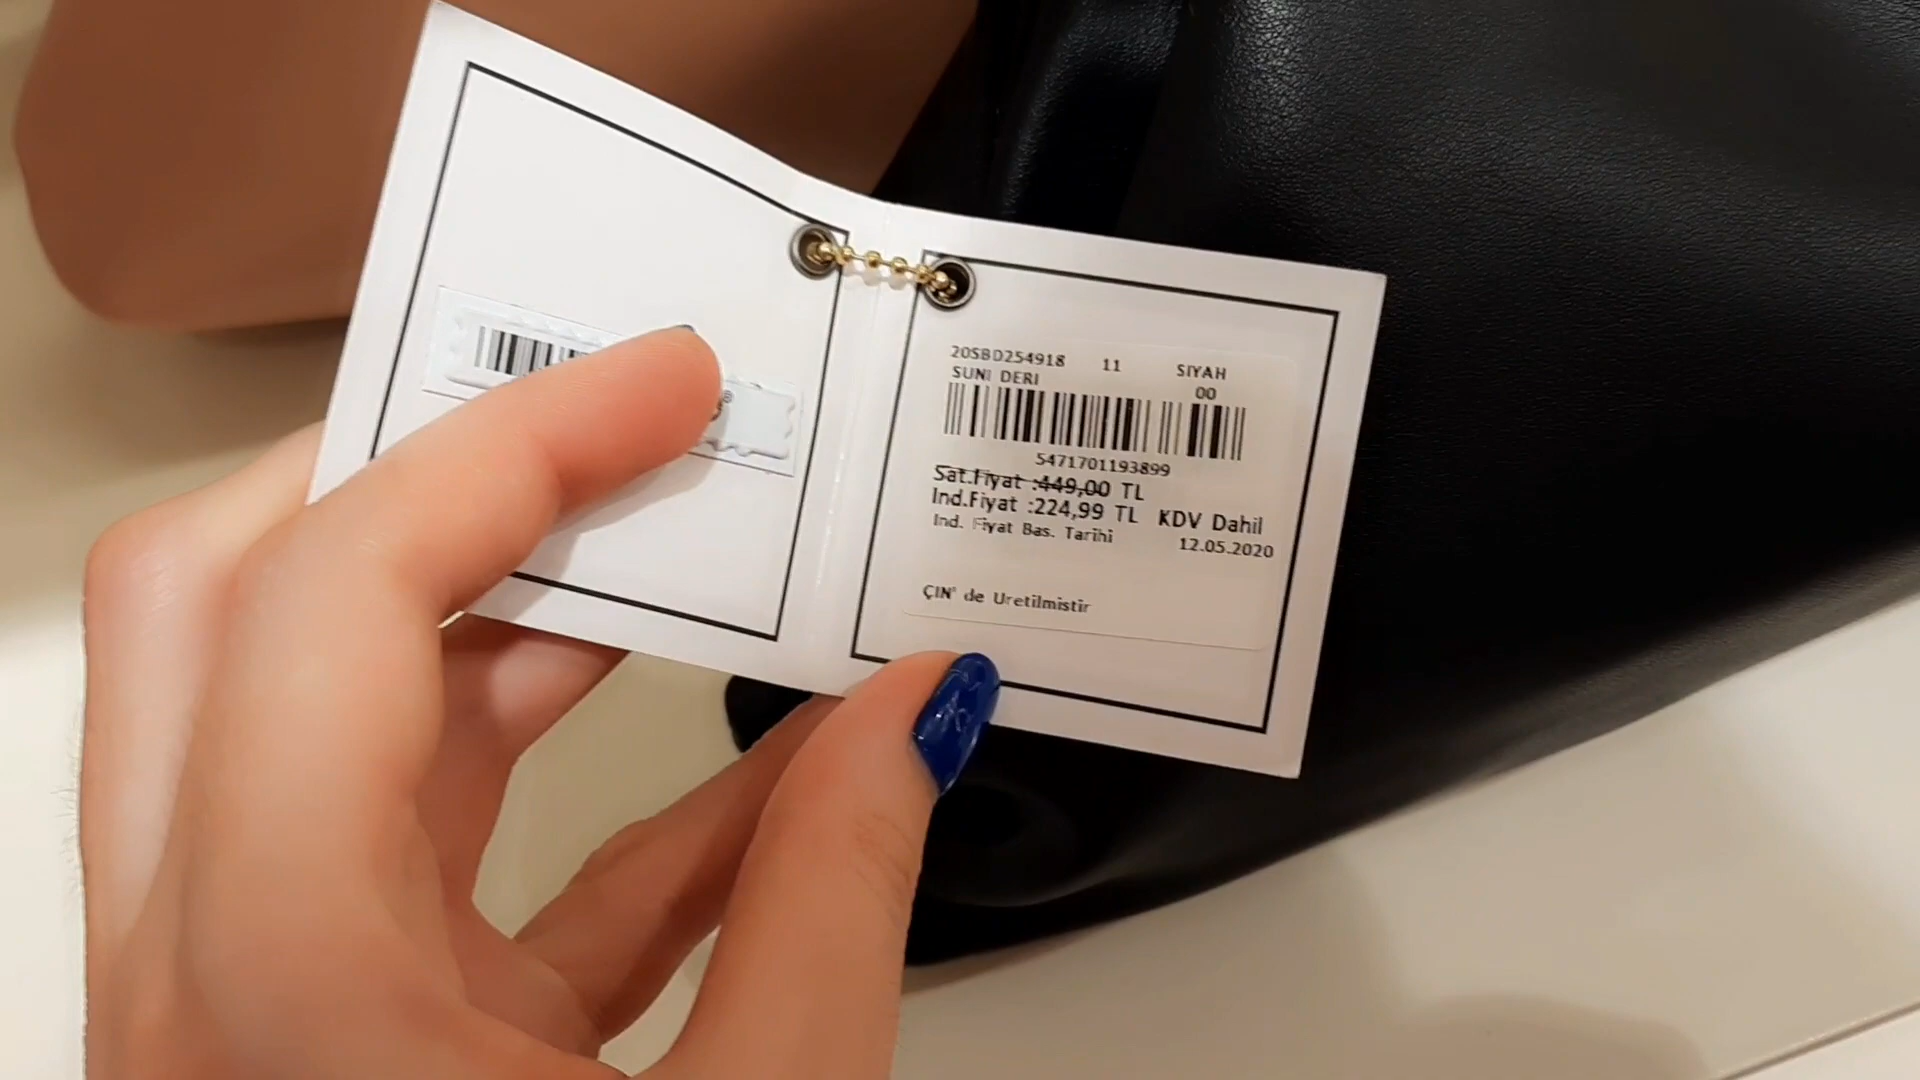 20SBD254918 11 SIYAH
SUNI DERI 00
5471701193899
Sat.Fiyat :449,00 TL
Ind.Fiyat :224,99 TL KDV Dahil
Ind. Fiyat Bas. Tarihi 12.05.2020
ÇIN' de Uretilmistir